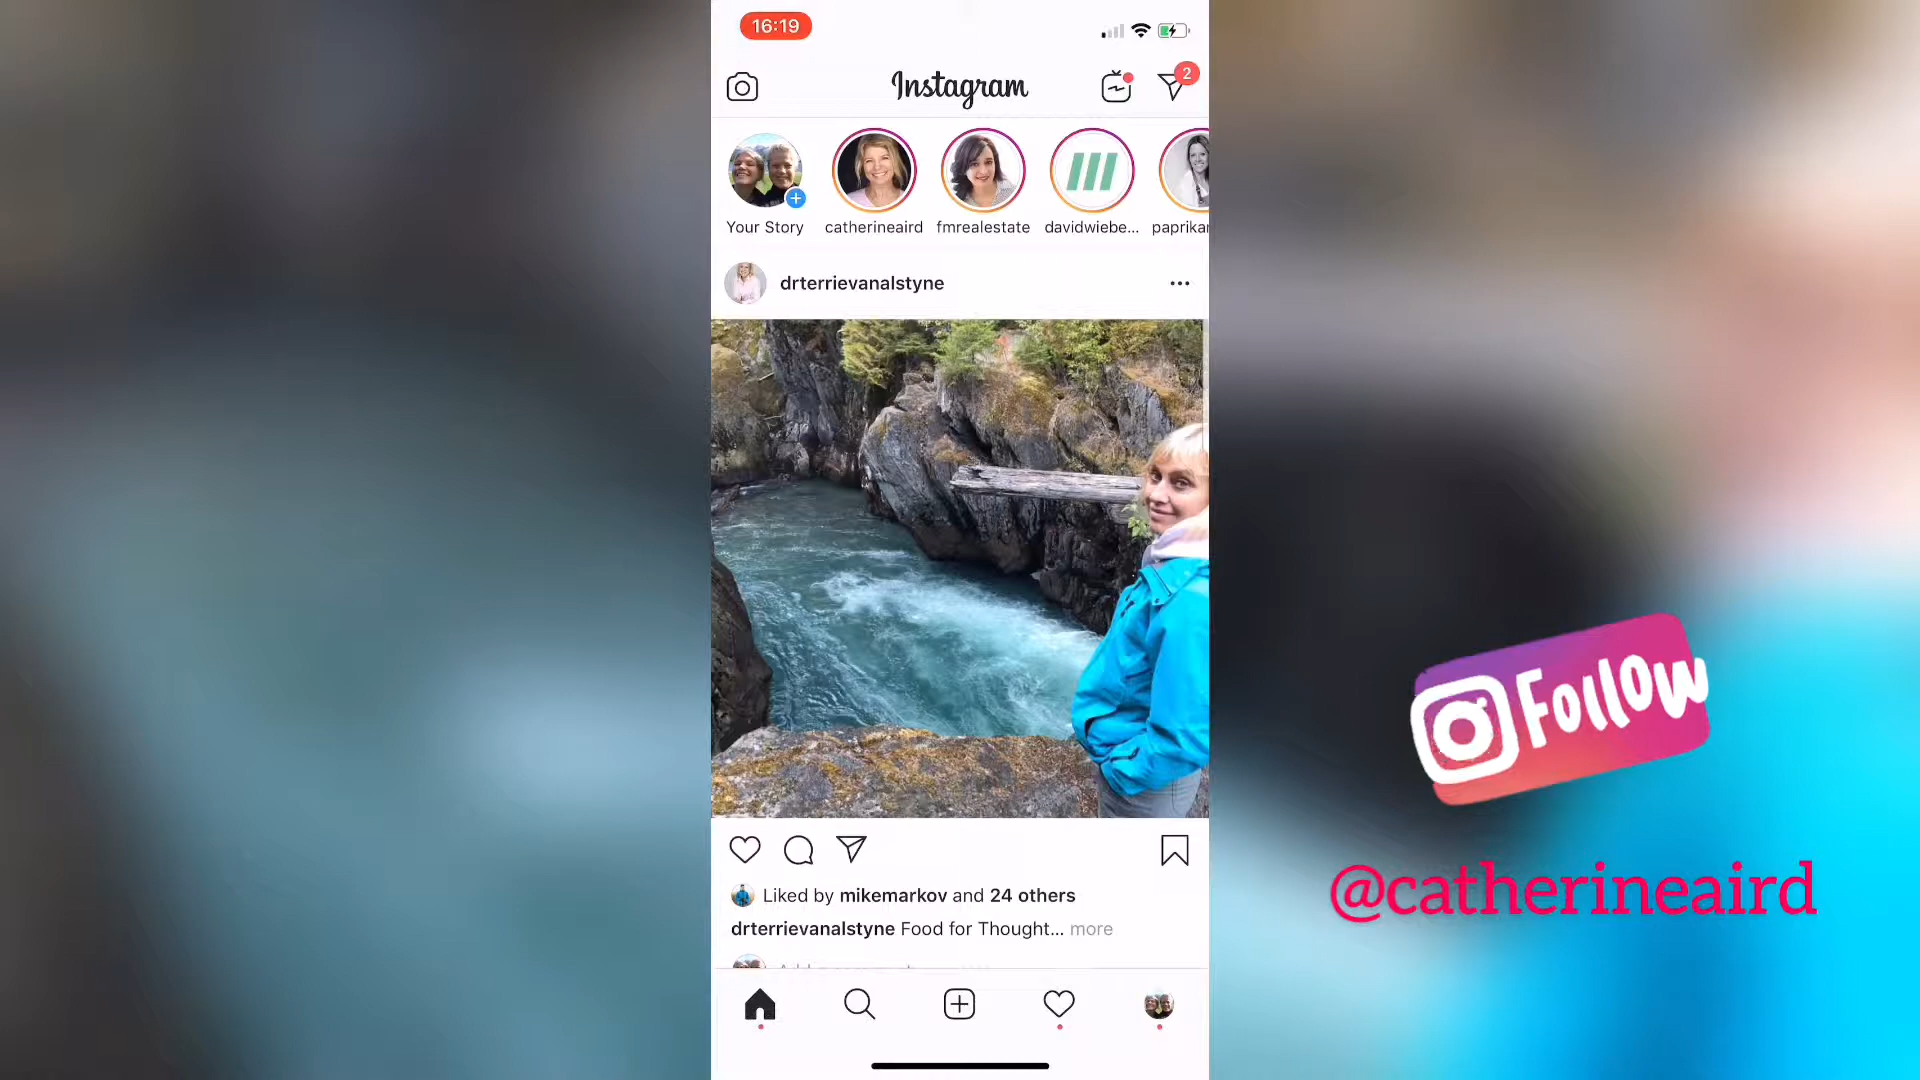 16:19
Instagram
2
Your Story
catherineaird
fmrealestate
davidwiebe...
paprikar
drterrievanalstyne
Liked by mikemarkov and 24 others
drterrievanalstyne Food for Thought... more
Follow
@catherineaird